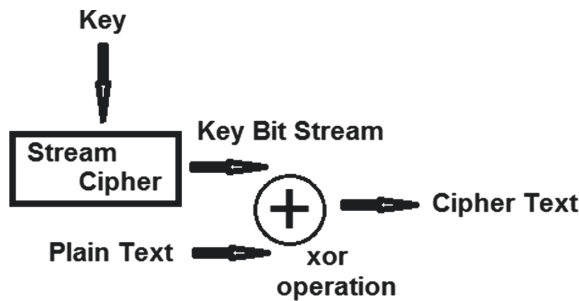 Key
Key Bit Stream
Stream
Cipher
Cipher Text
Plain Text
xor
operation